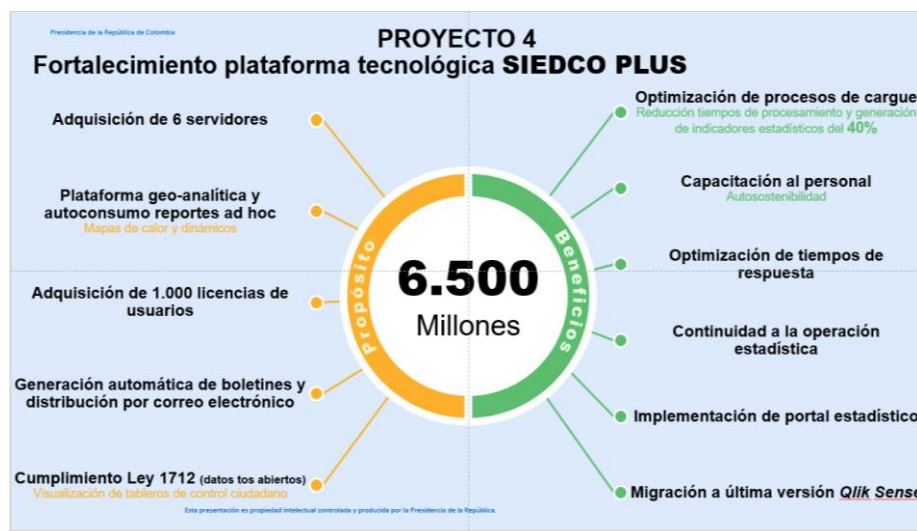 Presidencia de la República de Colombia
PROYECTO 4
Fortalecimiento plataforma tecnológica SIEDCO PLUS
Adquisición de 6 servidores
Plataforma geo-analítica y
autoconsumo reportes ad hoc
Mapas de calor y dinámicos
Adquisición de 1.000 licencias de
usuarios
Generación automática de boletines y
distribución por correo electrónico
Cumplimiento Ley 1712 (datos tos abiertos)
Visualización de tableros de control ciudadano
Propósito
6.500
Millones
Beneficios
Optimización de procesos de cargue
Reducción tiempos de procesamiento y generación
de indicadores estadísticos del 40%
Capacitación al personal
Autosostenibilidad
Optimización de tiempos de
respuesta
Continuidad a la operación
estadística
Implementación de portal estadístico
Migración a última versión Qlik Sense
Esta presentación es propiedad intelectual controlada y producida por la Presidencia de la República.